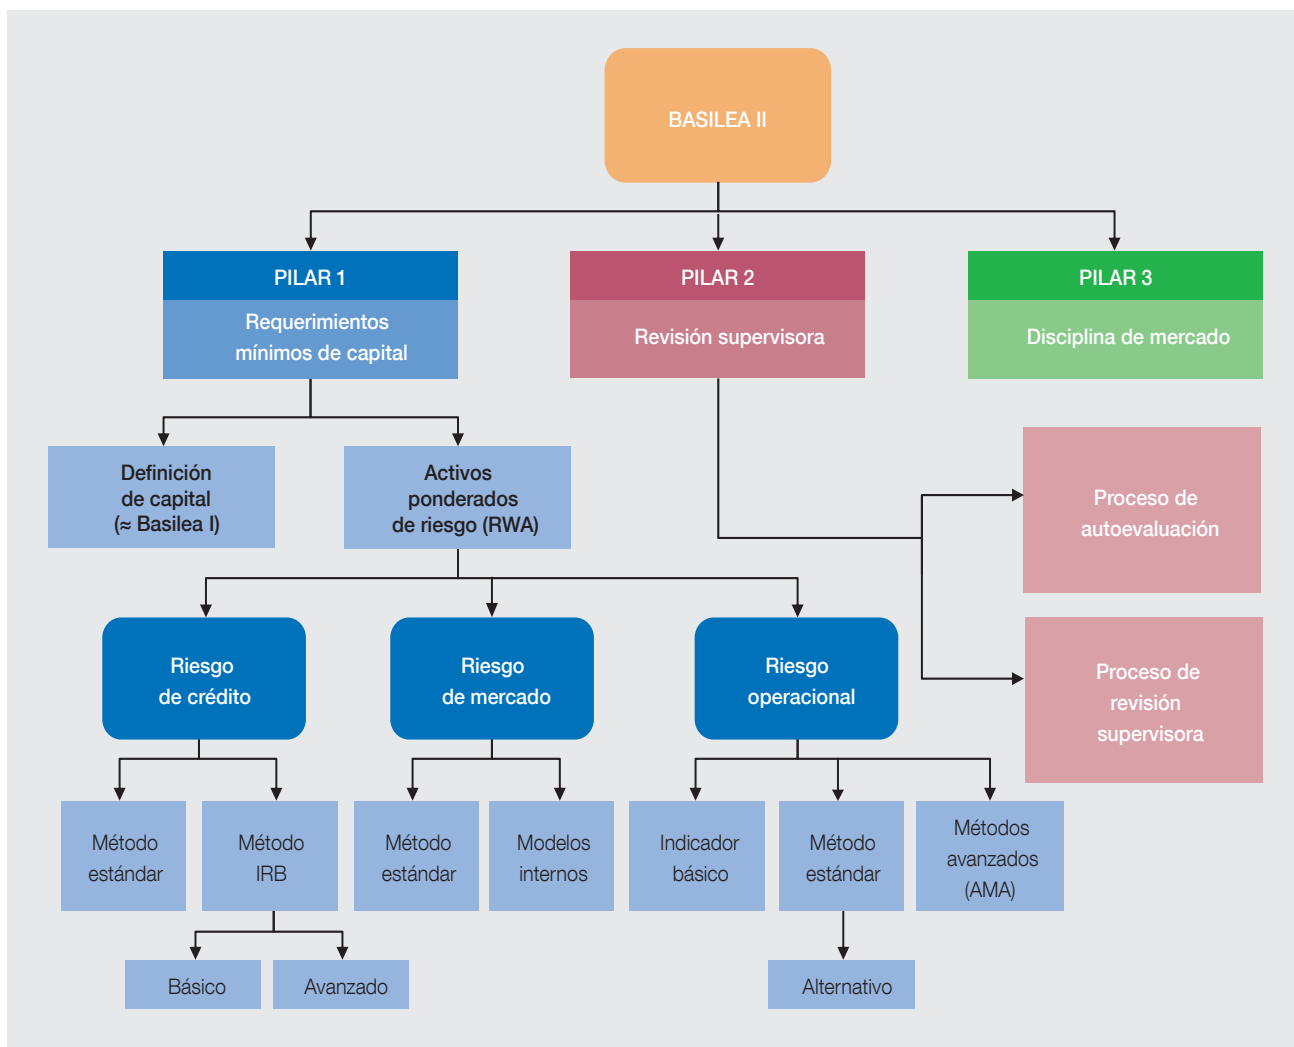 BASILEA II
PILAR 1
Requerimientos
mínimos de capital
PILAR 2
Revisión supervisora
PILAR 3
Disciplina de mercado
Definición
de capital
(≈ Basilea I)
Activos
ponderados
de riesgo (RWA)
Proceso de
autoevaluación
Proceso de
revisión
supervisora
Riesgo
de crédito
Riesgo
de mercado
Riesgo
operacional
Método
estándar
Método
IRB
Método
estándar
Modelos
internos
Indicador
básico
Método
estándar
Métodos
avanzados
(AMA)
Básico
Avanzado
Alternativo